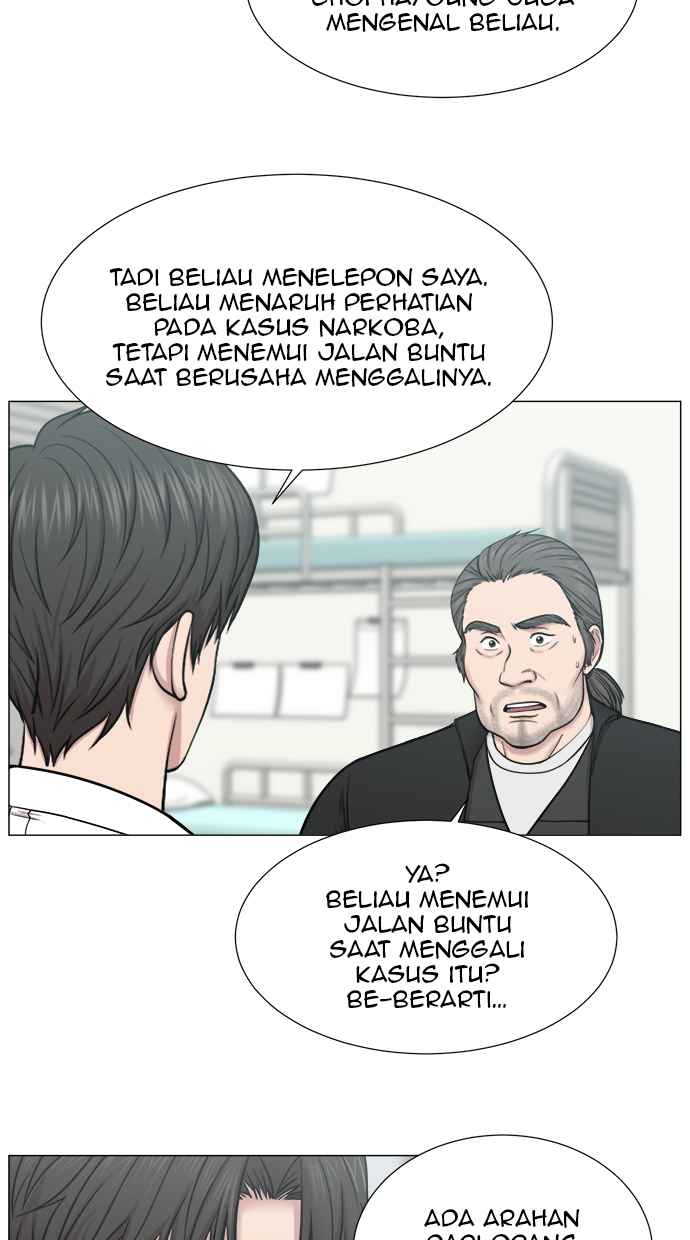 MENGENAL BELIAU.
TADI BELIAU MENELEPON SAYA.
BELIAU MENARUH PERHATIAN
PADA KASUS NARKOBA,
TETAPI MENEMUI JALAN BUNTU
SAAT BERUSAHA MENGGALINYA.
YA?
BELIAU MENEMUI
JALAN BUNTU
SAAT MENGGALI
KASUS ITU?
BE-BERARTI...
ADA ARAHAN